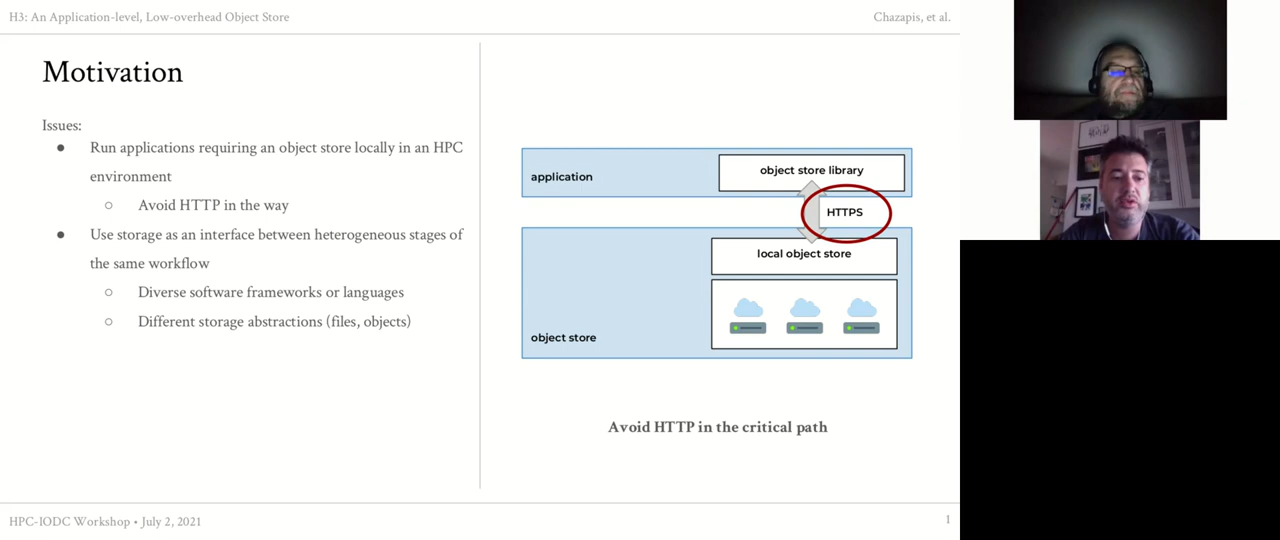 H3: An Application-level, Low-overhead Object Store
Chazapis, et al.
Motivation
Issues:
● Run applications requiring an object store locally in an HPC
environment
○ Avoid HTTP in the way
● Use storage as an interface between heterogeneous stages of
the same workflow
○ Diverse software frameworks or languages
○ Different storage abstractions (files, objects)
application
object store library
HTTPS
local object store
object store
Avoid HTTP in the critical path
HPC-IODC Workshop • July 2, 2021
1